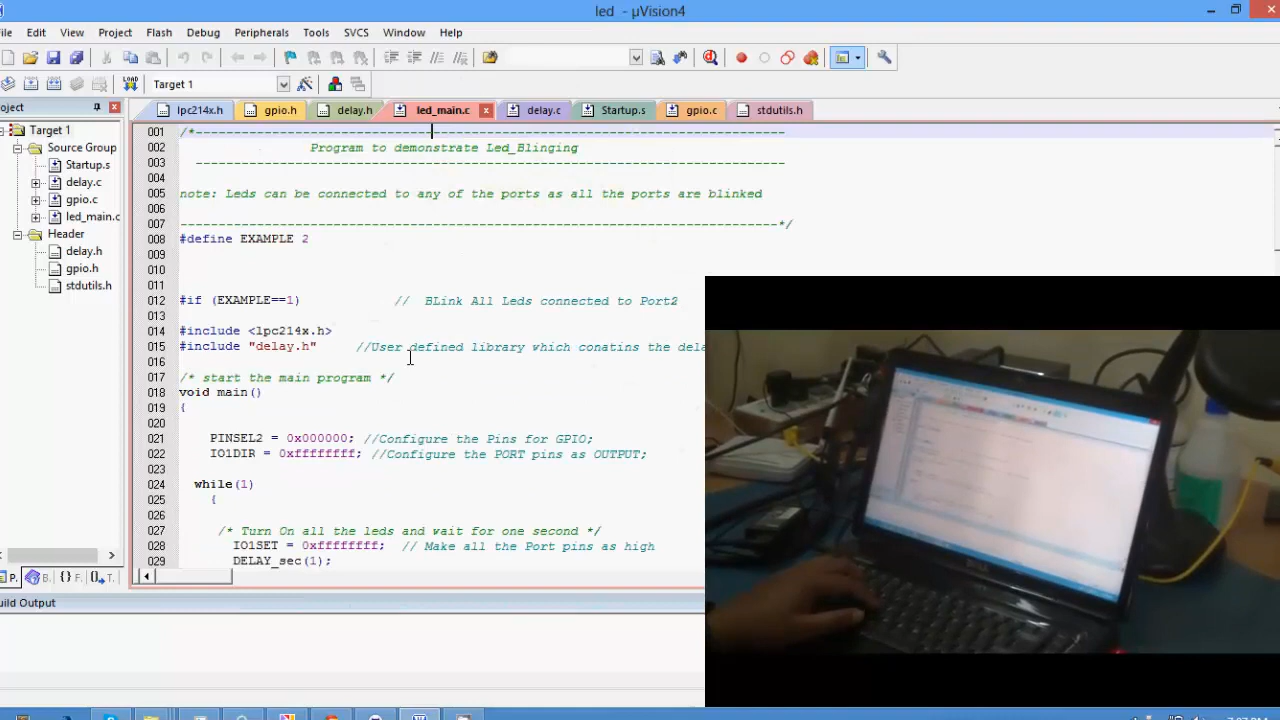 led - µVision4
File Edit View Project Flash Debug Peripherals Tools SVCS Window Help
LOAD Target 1
oject
lpc214x.h gpio.h delay.h led_main.c delay.c Startup.s gpio.c stdutils.h
Target 1
Source Group
Startup.s
delay.c
gpio.c
led_main.c
Header
delay.h
gpio.h
stdutils.h
001 /*-----------------------------------------------------------------------------
002 Program to demonstrate Led_Blinging
003 -----------------------------------------------------------------------------
004
005 note: Leds can be connected to any of the ports as all the ports are blinked
006
007 ------------------------------------------------------------------------------*/
008 #define EXAMPLE 2
009
010
011
012 #if (EXAMPLE==1) // BLink All Leds connected to Port2
013
014 #include <lpc214x.h>
015 #include "delay.h" //User defined library which conatins the dela
016
017 /* start the main program */
018 void main()
019 {
020
021 PINSEL2 = 0x000000; //Configure the Pins for GPIO;
022 IO1DIR = 0xffffffff; //Configure the PORT pins as OUTPUT;
023
024 while(1)
025 {
026
027 /* Turn On all the leds and wait for one second */
028 IO1SET = 0xffffffff; // Make all the Port pins as high
029 DELAY_sec(1);
P. B. {} F. T.
uild Output
DELL